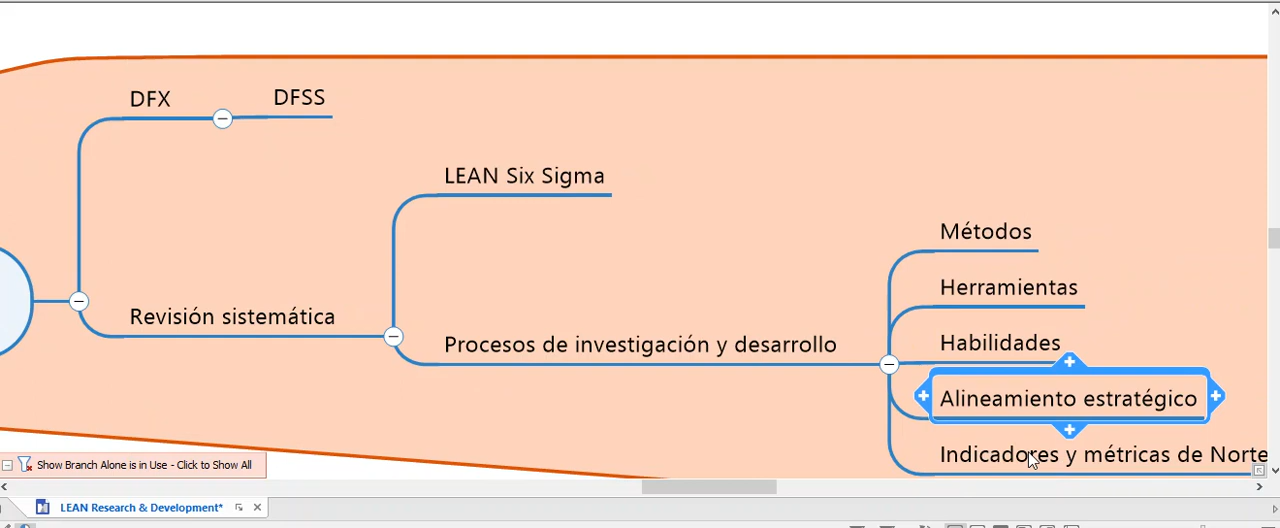 DFX
DFSS
LEAN Six Sigma
Métodos
Herramientas
Revisión sistemática
Procesos de investigación y desarrollo
Habilidades
Alineamiento estratégico
Indicadores y métricas de Norte
Show Branch Alone is in Use - Click to Show All
LEAN Research & Development*